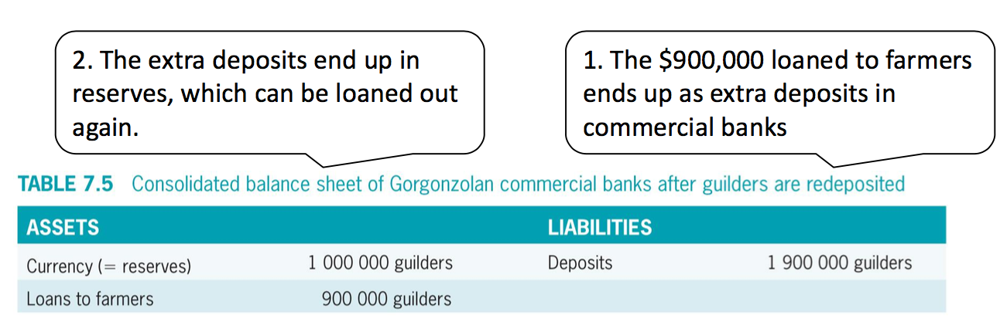 2. The extra deposits end up in
reserves, which can be loaned out
again.
1. The $900,000 loaned to farmers
ends up as extra deposits in
commercial banks
TABLE 7.5 Consolidated balance sheet of Gorgonzolan commercial banks after guilders are redeposited
ASSETS LIABILITIES
Currency (= reserves) 1 000 000 guilders Deposits 1 900 000 guilders
Loans to farmers 900 000 guilders